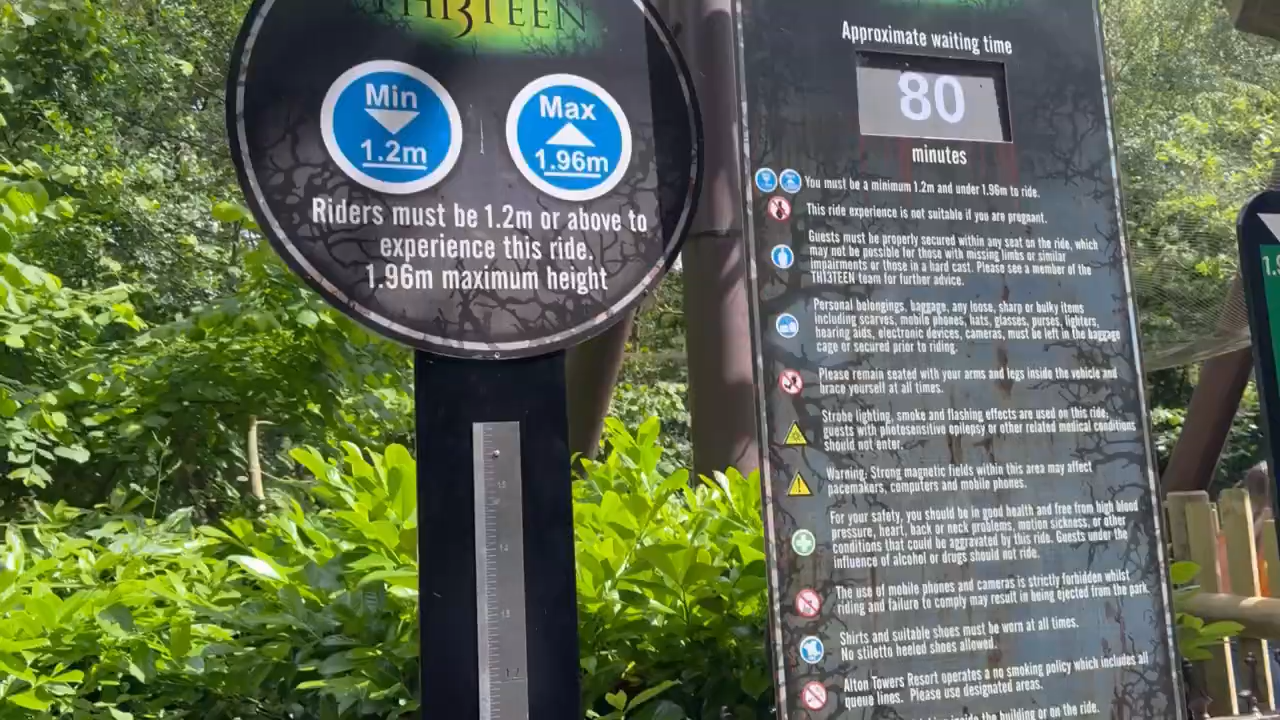 TH13TEEN
Min
1.2m
Max
1.96m
Riders must be 1.2m or above to
experience this ride.
1.96m maximum height
Approximate waiting time
80
minutes
You must be a minimum 1.2m and under 1.96m to ride.
This ride experience is not suitable if you are pregnant.
Guests must be properly secured within any seat on the ride, which
may not be possible for those with missing limbs or similar
impairments or those in a hard cast. Please see a member of the
TH13TEEN team for further advice.
Personal belongings, baggage, any loose, sharp or bulky items
including scarves, mobile phones, hats, glasses, purses, lighters,
hearing aids, electronic devices, cameras, must be left in the baggage
cage or secured prior to riding.
Please remain seated with your arms and legs inside the vehicle and
brace yourself at all times.
Strobe lighting, smoke and flashing effects are used on this ride,
guests with photosensitive epilepsy or other related medical conditions
should not enter.
Warning: Strong magnetic fields within this area may affect
pacemakers, computers and mobile phones.
For your safety, you should be in good health and free from high blood
pressure, heart, back or neck problems, motion sickness, or other
conditions that could be aggravated by this ride. Guests under the
influence of alcohol or drugs should not ride.
The use of mobile phones and cameras is strictly forbidden whilst
riding and failure to comply may result in being ejected from the park.
Shirts and suitable shoes must be worn at all times.
No stiletto heeled shoes allowed.
Alton Towers Resort operates a no smoking policy which includes all
queue lines. Please use designated areas.
inside the building or on the ride.